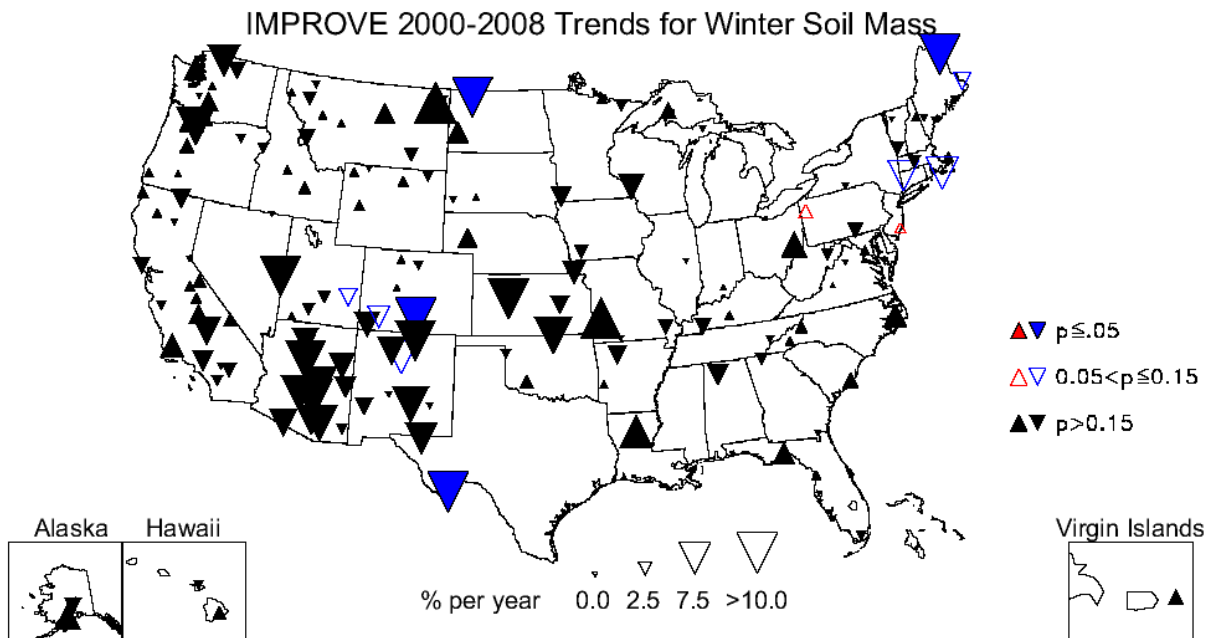 IMPROVE 2000-2008 Trends for Winter Soil Mass
p≤.05
0.05<p≤0.15
p>0.15
Alaska
Hawaii
Virgin Islands
% per year 0.0 2.5 7.5 >10.0